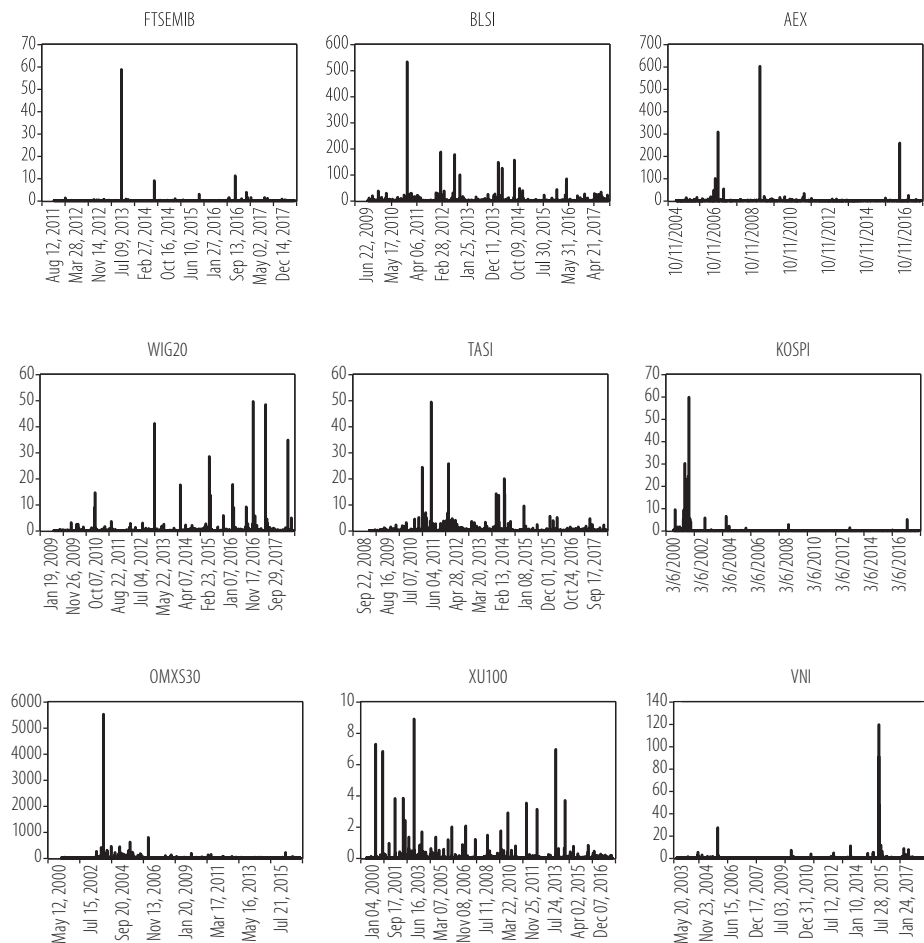 FTSEMIB
70
60
50
40
30
20
10
0
Aug 12, 2011
Mar 28, 2012
Nov 14, 2012
Jul 09, 2013
Feb 27, 2014
Oct 16, 2014
Jun 10, 2015
Jan 27, 2016
Sep 13, 2016
May 02, 2017
Dec 14, 2017
BLSI
600
500
400
300
200
100
0
Jun 22, 2009
May 17, 2010
Apr 06, 2011
Feb 28, 2012
Jan 25, 2013
Dec 11, 2013
Oct 09, 2014
Jul 30, 2015
May 31, 2016
Apr 21, 2017
AEX
700
600
500
400
300
200
100
0
10/11/2004
10/11/2006
10/11/2008
10/11/2010
10/11/2012
10/11/2014
10/11/2016
WIG20
60
50
40
30
20
10
0
Jan 19, 2009
Nov 26, 2009
Oct 07, 2010
Aug 22, 2011
Jul 04, 2012
May 22, 2013
Apr 07, 2014
Feb 23, 2015
Jan 07, 2016
Nov 17, 2016
Sep 29, 2017
TASI
60
50
40
30
20
10
0
Sep 22, 2008
Aug 16, 2009
Jul 07, 2010
Jun 04, 2011
Apr 28, 2012
Mar 20, 2013
Feb 13, 2014
Jan 08, 2015
Dec 01, 2015
Oct 24, 2016
Sep 17, 2017
KOSPI
70
60
50
40
30
20
10
0
3/6/2000
3/6/2002
3/6/2004
3/6/2006
3/6/2008
3/6/2010
3/6/2012
3/6/2014
3/6/2016
OMXS30
6000
5000
4000
3000
2000
1000
0
May 12, 2000
Jul 15, 2002
Sep 20, 2004
Nov 13, 2006
Jan 20, 2009
Mar 17, 2011
May 16, 2013
Jul 21, 2015
XU100
10
8
6
4
2
0
Jan 04, 2000
Sep 17, 2001
Jun 16, 2003
Mar 07, 2005
Nov 08, 2006
Jul 11, 2008
Mar 22, 2010
Nov 25, 2011
Jul 24, 2013
Apr 02, 2015
Dec 07, 2016
VNI
140
120
100
80
60
40
20
0
May 20, 2003
Nov 23, 2004
Jun 15, 2006
Dec 17, 2007
Jun 12, 2009
Dec 31, 2010
Jul 12, 2012
Jan 10, 2014
Jul 28, 2015
Jan 24, 2017